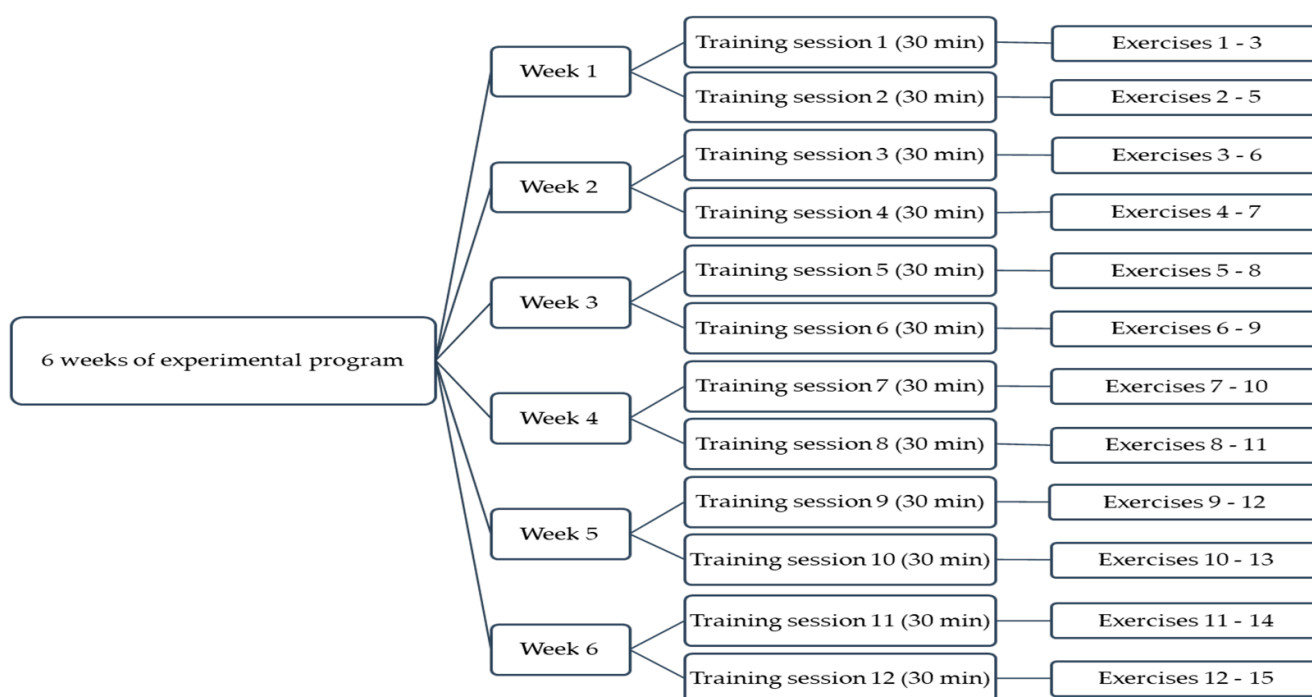 6 weeks of experimental program
Week 1
Training session 1 (30 min)
Exercises 1 - 3
Training session 2 (30 min)
Exercises 2 - 5
Week 2
Training session 3 (30 min)
Exercises 3 - 6
Training session 4 (30 min)
Exercises 4 - 7
Week 3
Training session 5 (30 min)
Exercises 5 - 8
Training session 6 (30 min)
Exercises 6 - 9
Week 4
Training session 7 (30 min)
Exercises 7 - 10
Training session 8 (30 min)
Exercises 8 - 11
Week 5
Training session 9 (30 min)
Exercises 9 - 12
Training session 10 (30 min)
Exercises 10 - 13
Week 6
Training session 11 (30 min)
Exercises 11 - 14
Training session 12 (30 min)
Exercises 12 - 15